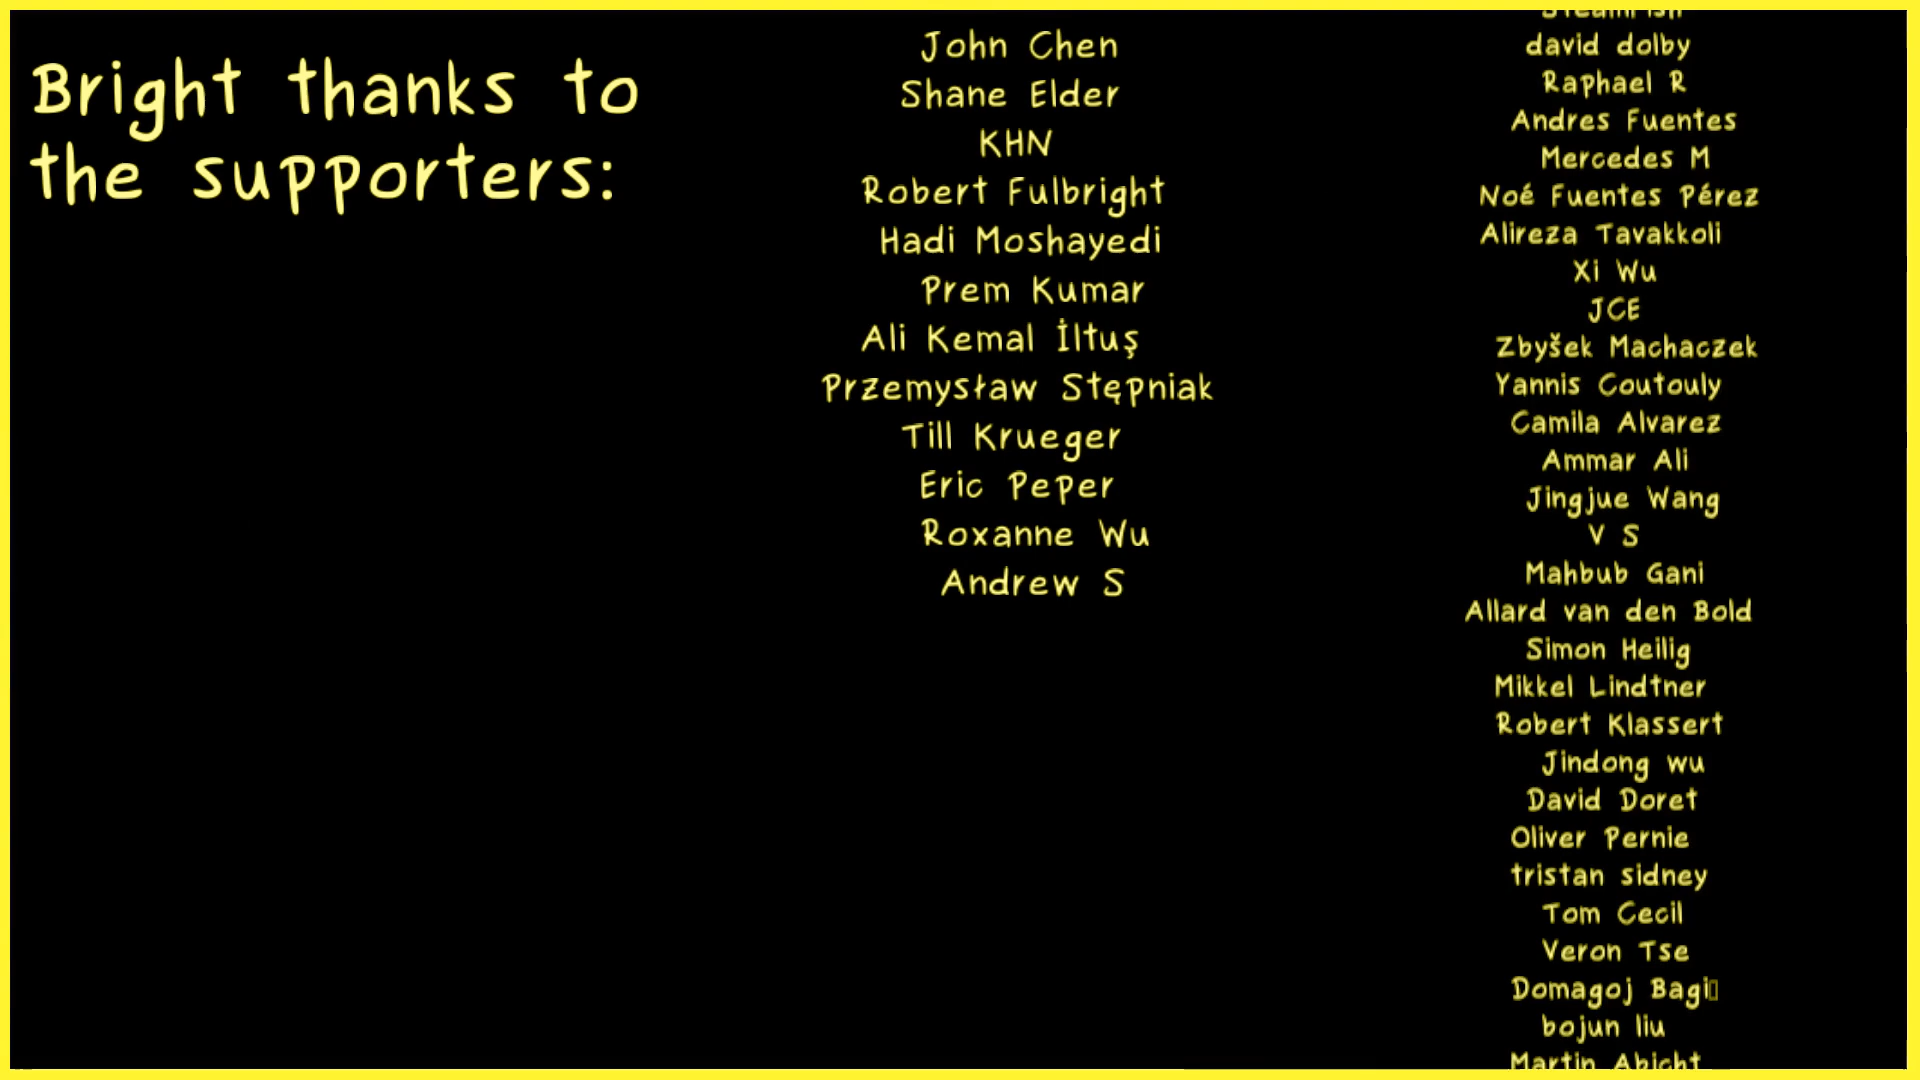 Bright thanks to
the supporters:
John Chen
Shane Elder
KHN
Robert Fulbright
Hadi Moshayedi
Prem Kumar
Ali Kemal İltuş
Przemysław Stępniak
Till Krueger
Eric Peper
Roxanne Wu
Andrew S
david dolby
Raphael R
Andres Fuentes
Mercedes M
Noé Fuentes Pérez
Alireza Tavakkoli
Xi Wu
JCE
Zbyšek Machaczek
Yannis Coutouly
Camila Alvarez
Ammar Ali
Jingjue Wang
V S
Mahbub Gani
Allard van den Bold
Simon Heilig
Mikkel Lindtner
Robert Klassert
Jindong wu
David Doret
Oliver Pernie
tristan sidney
Tom Cecil
Veron Tse
Domagoj
bojun liu
Martin Abicht